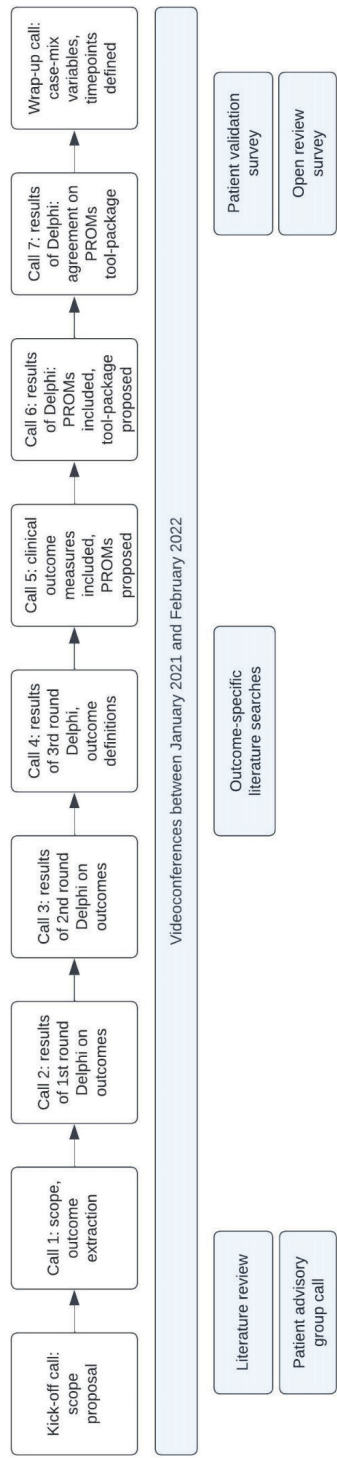 Kick-off call:
scope
proposal
Call 1: scope,
outcome
extraction
Call 2: results
of 1st round
Delphi on
outcomes
Call 3: results
of 2nd round
Delphi on
outcomes
Call 4: results
of 3rd round
Delphi,
outcome
definitions
Call 5: clinical
outcome
measures
included,
PROMs
proposed
Call 6: results
of Delphi:
PROMs
included,
tool-package
proposed
Call 7: results
of Delphi:
agreement on
PROMs
tool-package
Wrap-up call:
case-mix
variables,
timepoints
defined
Videoconferences between January 2021 and February 2022
Literature review
Patient advisory
group call
Outcome-specific
literature searches
Patient validation
survey
Open review
survey